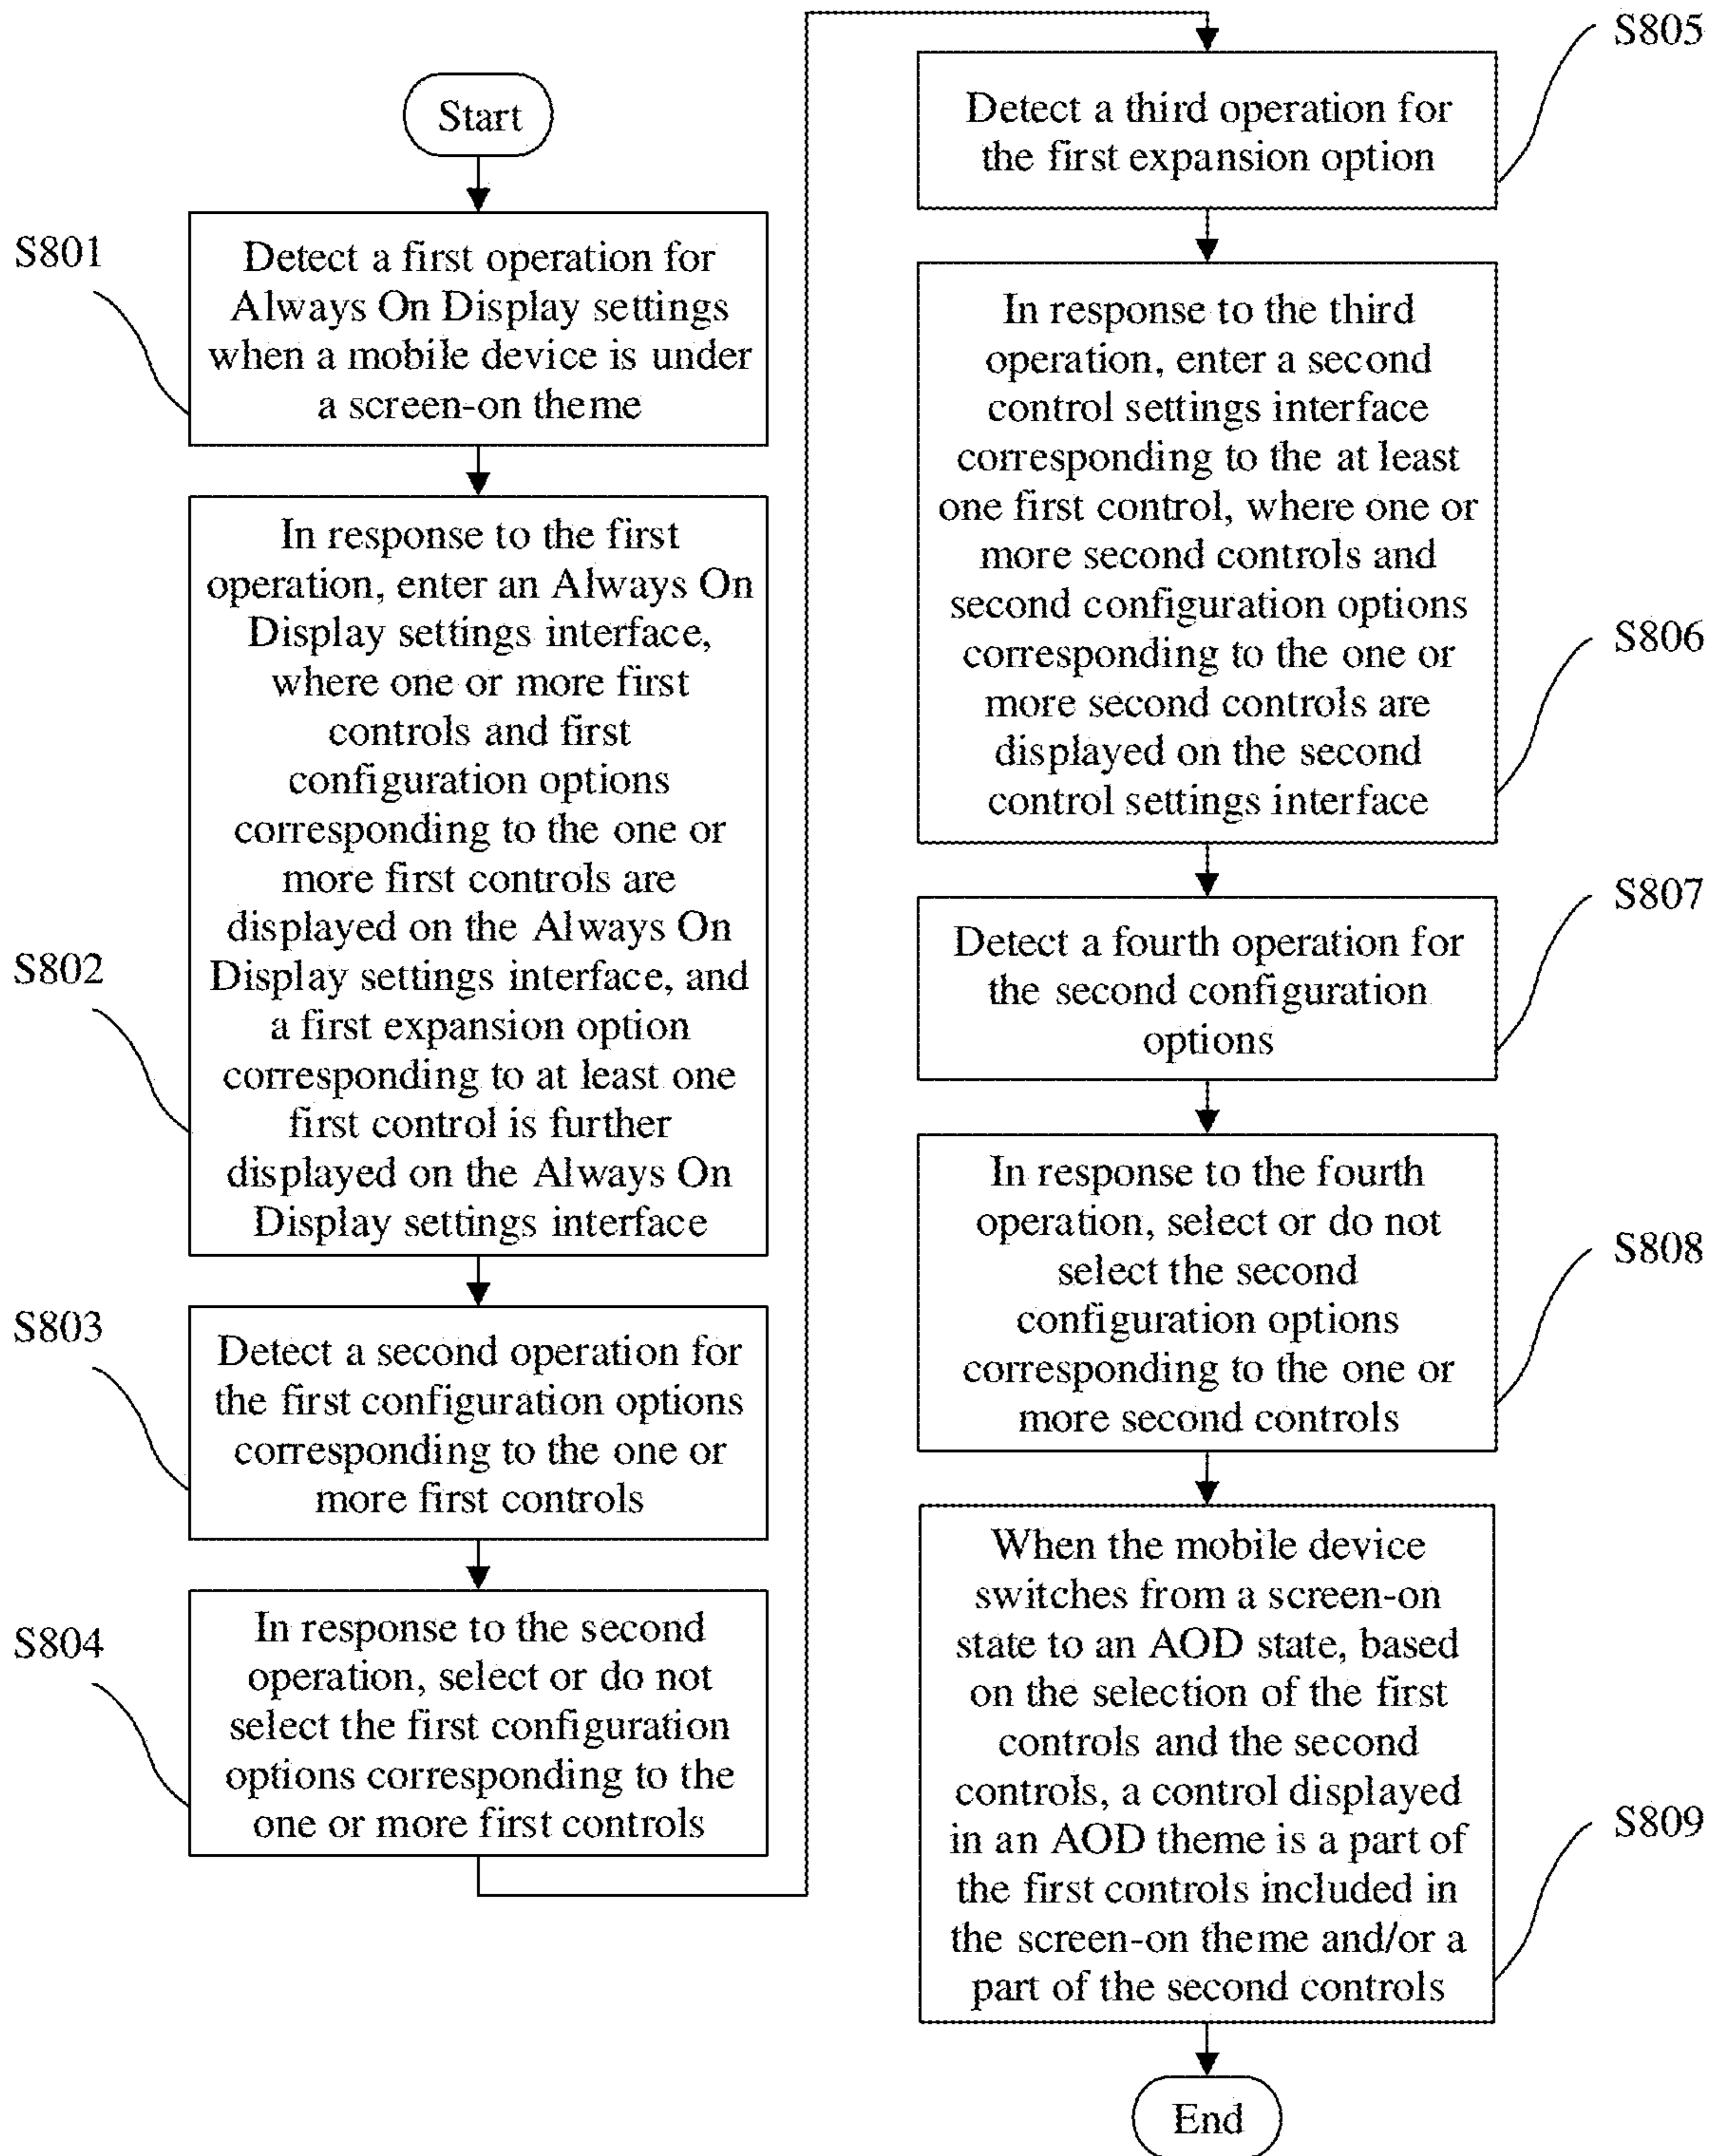 Start
S801
Detect a first operation for
Always On Display settings
when a mobile device is under
a screen-on theme
S802
In response to the first
operation, enter an Always On
Display settings interface,
where one or more first
controls and first
configuration options
corresponding to the one or
more first controls are
displayed on the Always On
Display settings interface, and
a first expansion option
corresponding to at least one
first control is further
displayed on the Always On
Display settings interface
S803
Detect a second operation for
the first configuration options
corresponding to the one or
more first controls
S804
In response to the second
operation, select or do not
select the first configuration
options corresponding to the
one or more first controls
S805
Detect a third operation for
the first expansion option
S806
In response to the third
operation, enter a second
control settings interface
corresponding to the at least
one first control, where one or
more second controls and
second configuration options
corresponding to the one or
more second controls are
displayed on the second
control settings interface
S807
Detect a fourth operation for
the second configuration
options
S808
In response to the fourth
operation, select or do not
select the second
configuration options
corresponding to the one or
more second controls
S809
When the mobile device
switches from a screen-on
state to an AOD state, based
on the selection of the first
controls and the second
controls, a control displayed
in an AOD theme is a part of
the first controls included in
the screen-on theme and/or a
part of the second controls
End